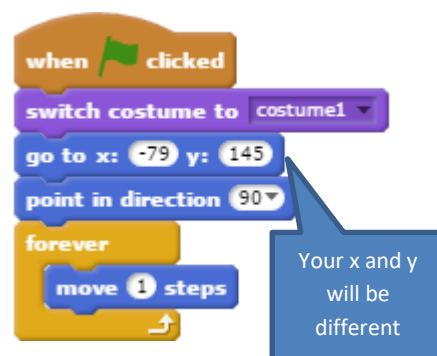 when clicked
switch costume to costume1
go to x: -79 y: 145
point in direction 90
forever
move 1 steps
Your x and y
will be
different